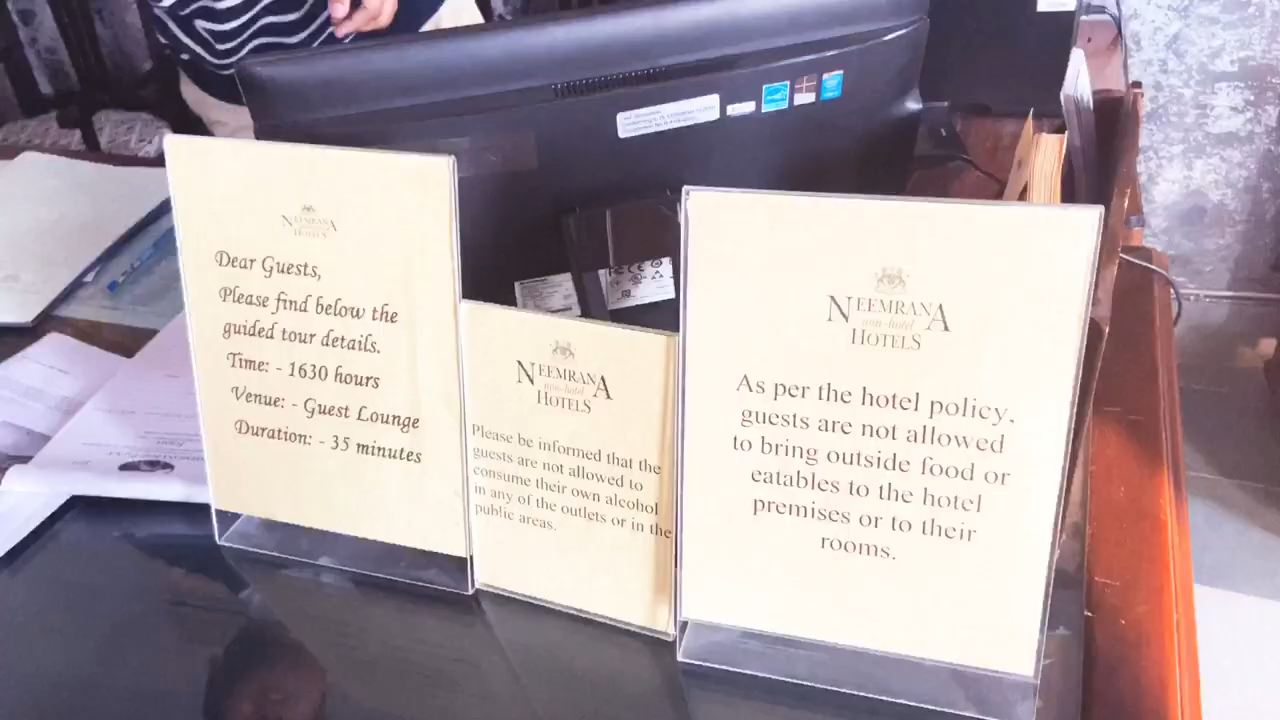 NEEMRANA
HOTELS
Dear Guests,
Please find below the
guided tour details.
Time: - 1630 hours
Venue: - Guest Lounge
Duration: - 35 minutes
NEEMRANA
non-hotel
HOTELS
Please be informed that the
guests are not allowed to
consume their own alcohol
in any of the outlets or in the
public areas.
NEEMRANA
non-hotel
HOTELS
As per the hotel policy,
guests are not allowed
to bring outside food or
eatables to the hotel
premises or to their
rooms.